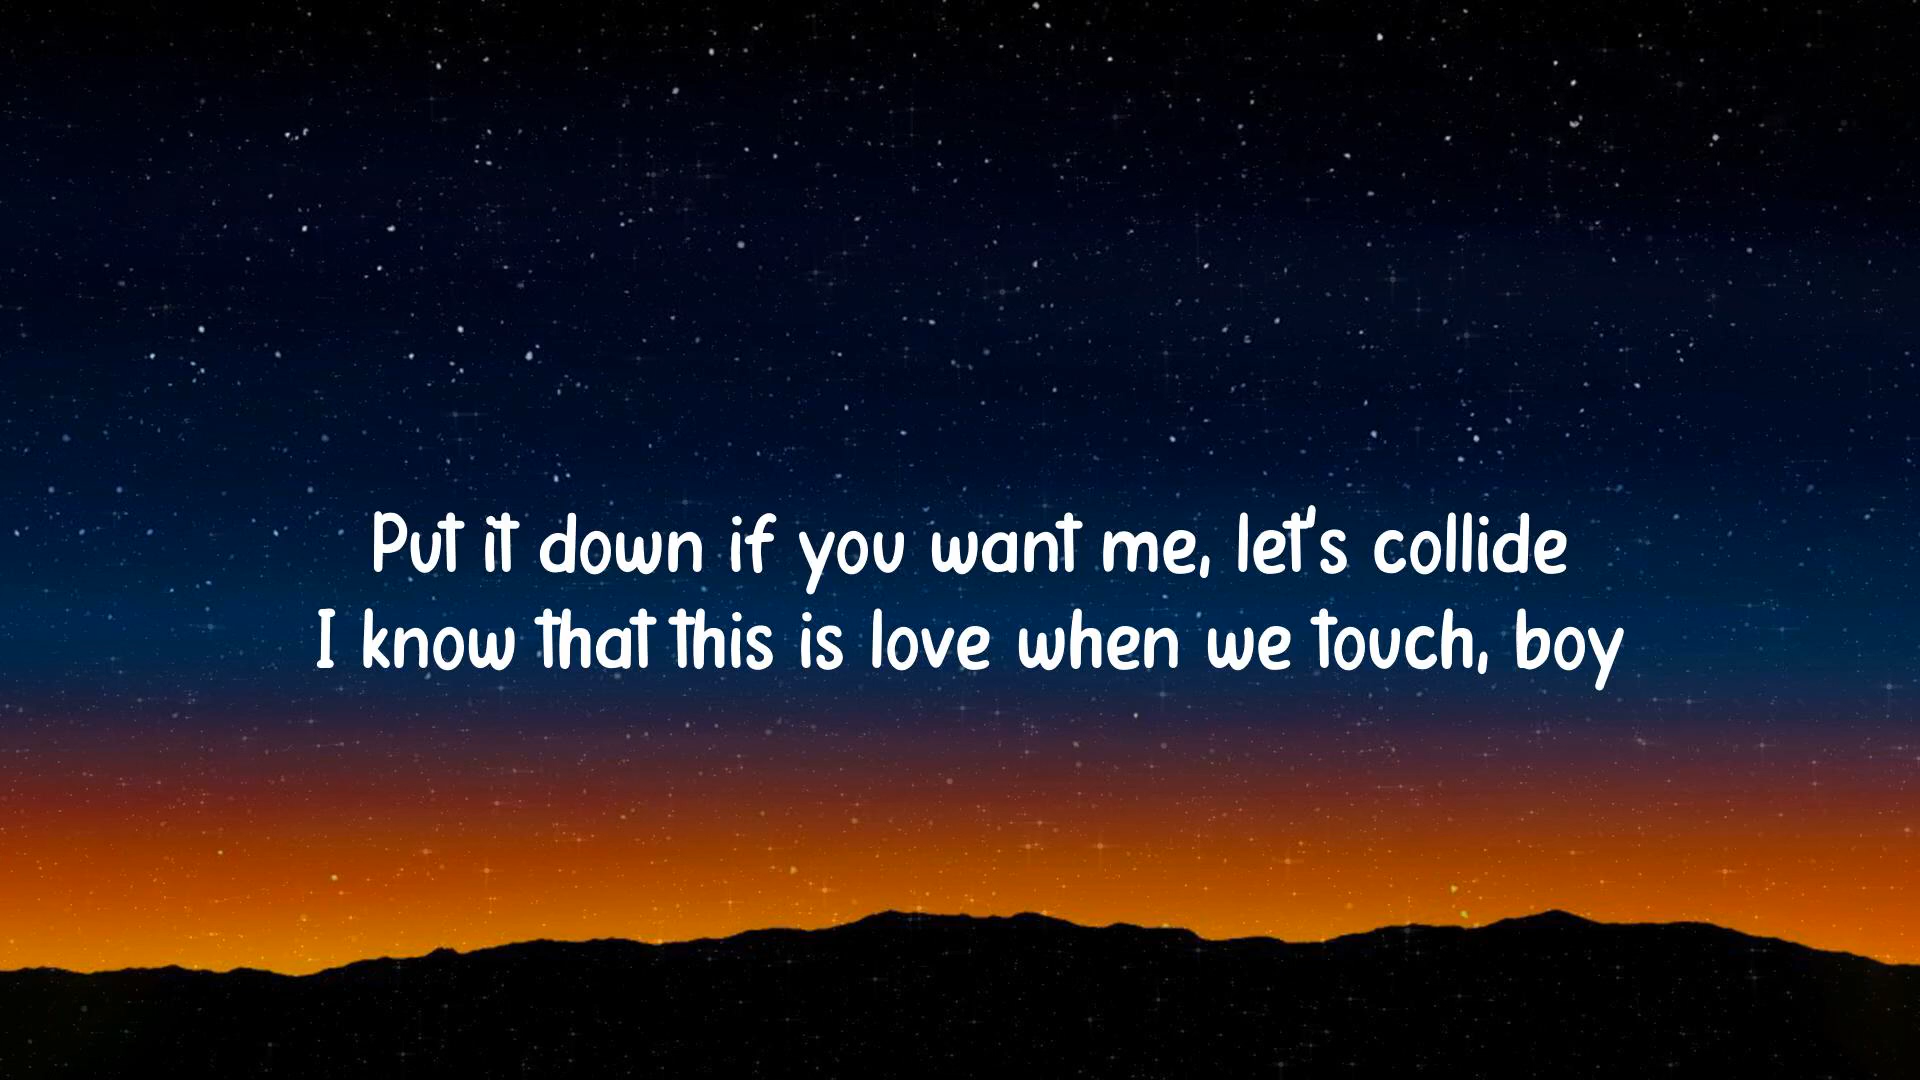 Put it down if you want me, let's collide
I know that this is love when we touch, boy